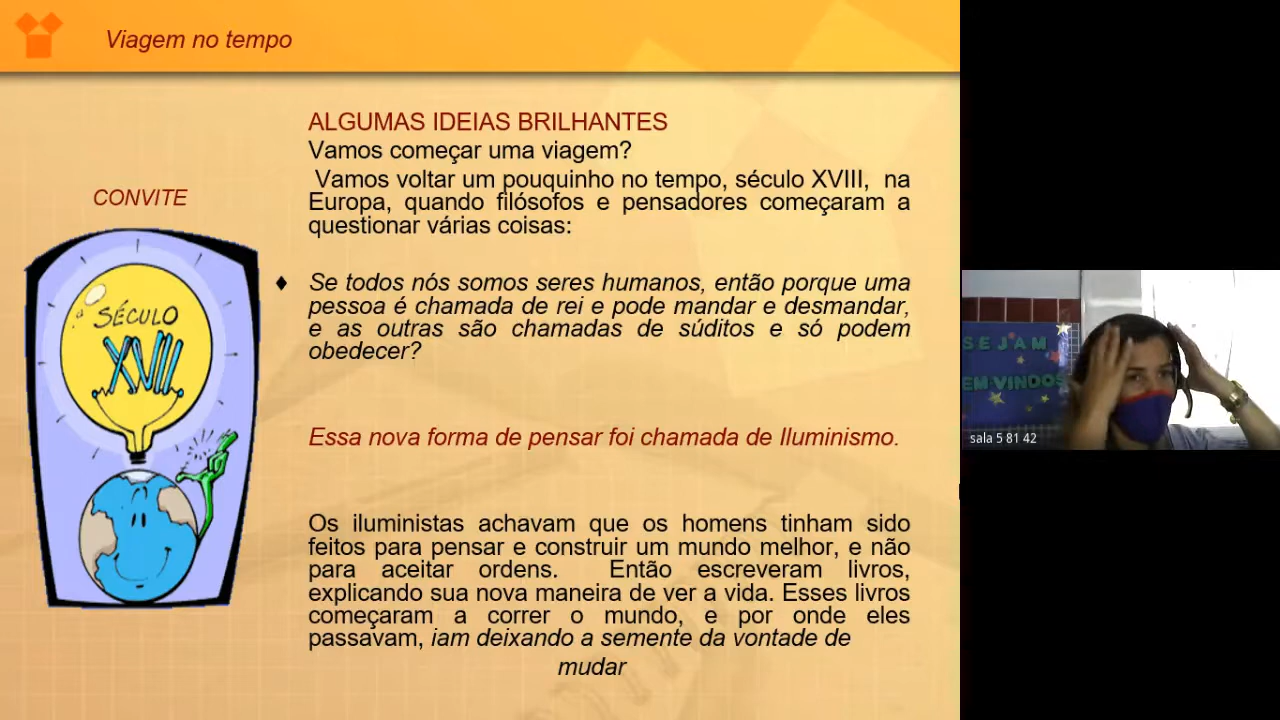 Viagem no tempo
ALGUMAS IDEIAS BRILHANTES
Vamos começar uma viagem?
Vamos voltar um pouquinho no tempo, século XVIII, na
Europa, quando filósofos e pensadores começaram a
questionar várias coisas:
CONVITE
SÉCULO
XVIII
Se todos nós somos seres humanos, então porque uma
pessoa é chamada de rei e pode mandar e desmandar,
e as outras são chamadas de súditos e só podem
obedecer?
Essa nova forma de pensar foi chamada de Iluminismo.
Os iluministas achavam que os homens tinham sido
feitos para pensar e construir um mundo melhor, e não
para aceitar ordens. Então escreveram livros,
explicando sua nova maneira de ver a vida. Esses livros
começaram a correr o mundo, e por onde eles
passavam, iam deixando a semente da vontade de
mudar
SEJAM
EM-VINDOS
sala 5 81 42